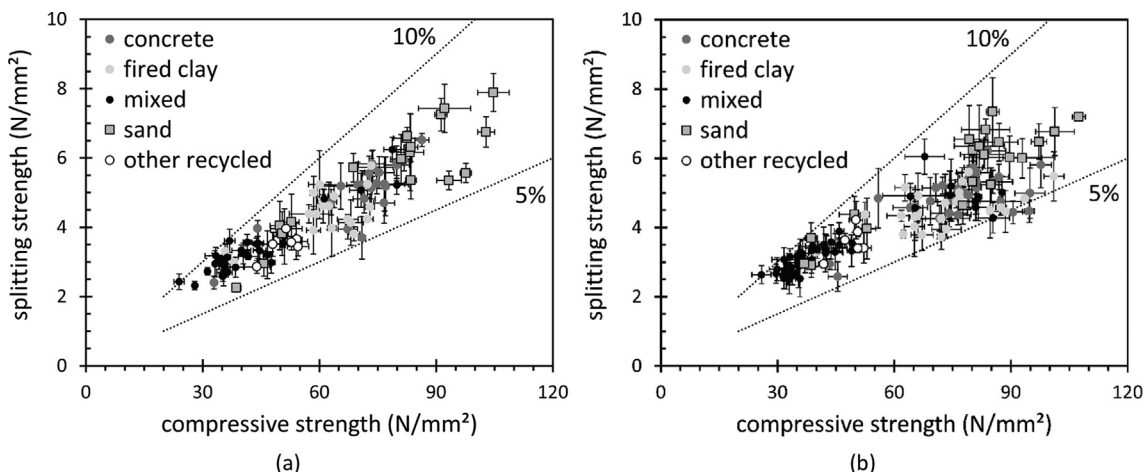 10
8
6
4
2
0
splitting strength (N/mm²)
concrete
fired clay
mixed
sand
other recycled
10%
5%
0
30
60
90
120
compressive strength (N/mm²)
(a)
10
8
6
4
2
0
splitting strength (N/mm²)
concrete
fired clay
mixed
sand
other recycled
10%
5%
0
30
60
90
120
compressive strength (N/mm²)
(b)